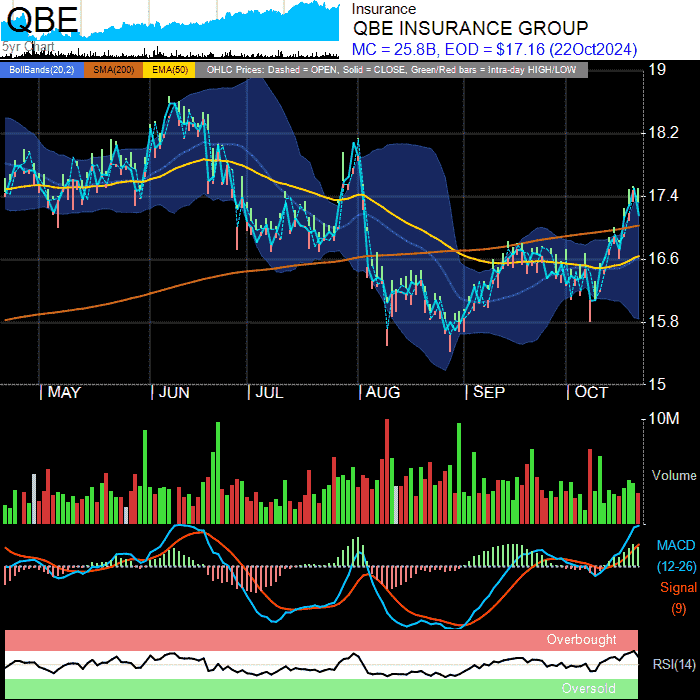 QBE
5yr Chart
Insurance
QBE INSURANCE GROUP
MC = 25.8B, EOD = $17.16 (22Oct2024)
BollBands(20,2) SMA(200) EMA(50) OHLC Prices: Dashed = OPEN, Solid = CLOSE, Green/Red bars = Intra-day HIGH/LOW
19
18.2
17.4
16.6
15.8
15
MAY JUN JUL AUG SEP OCT
10M
Volume
MACD
(12-26)
Signal
(9)
Overbought
RSI(14)
Oversold